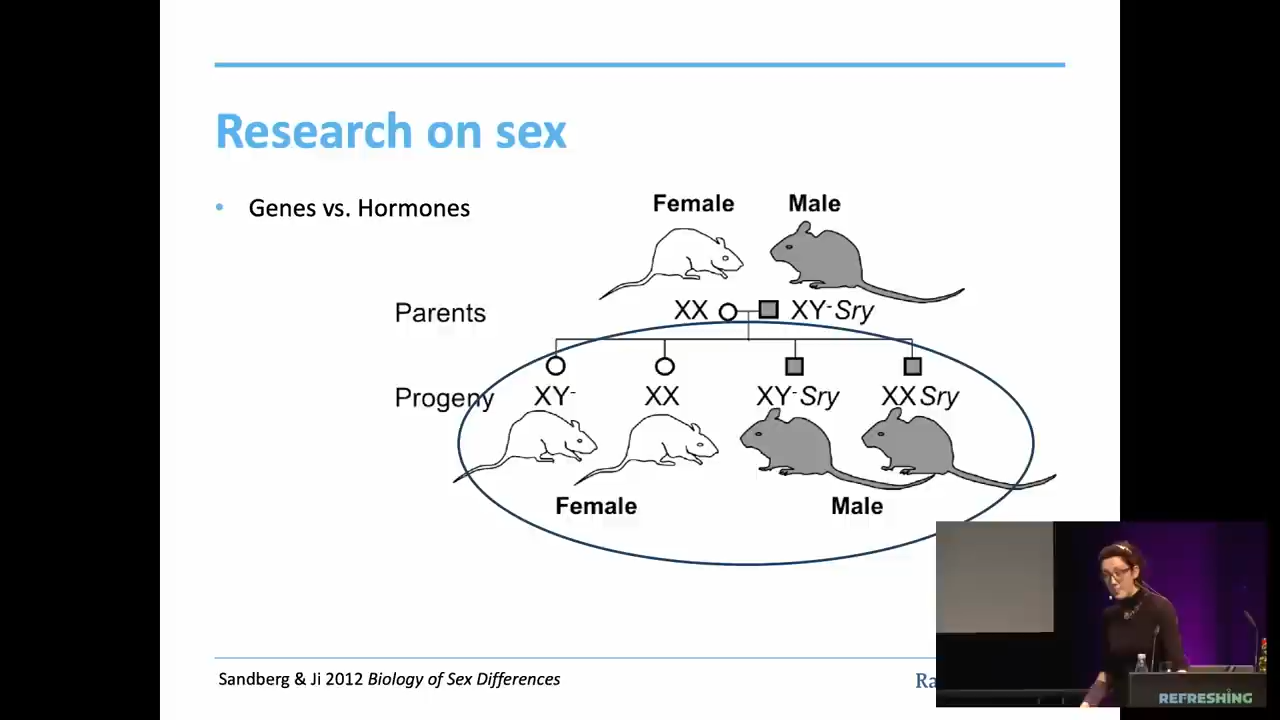 Research on sex
• Genes vs. Hormones
Female Male
Parents XX XY- Sry
Progeny XY- XX XY- Sry XX Sry
Female Male
Sandberg & Ji 2012 Biology of Sex Differences
REFRESHING